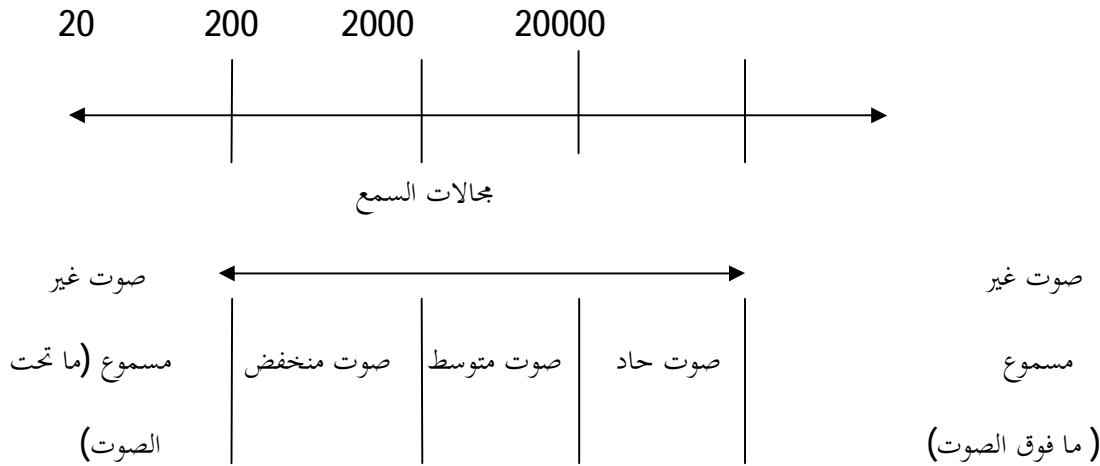 20 200 2000 20000
مجالات السمع
صوت غير
مسموع (ما تحت
الصوت)
صوت منخفض
صوت متوسط
صوت حاد
صوت غير
مسموع
( ما فوق الصوت)